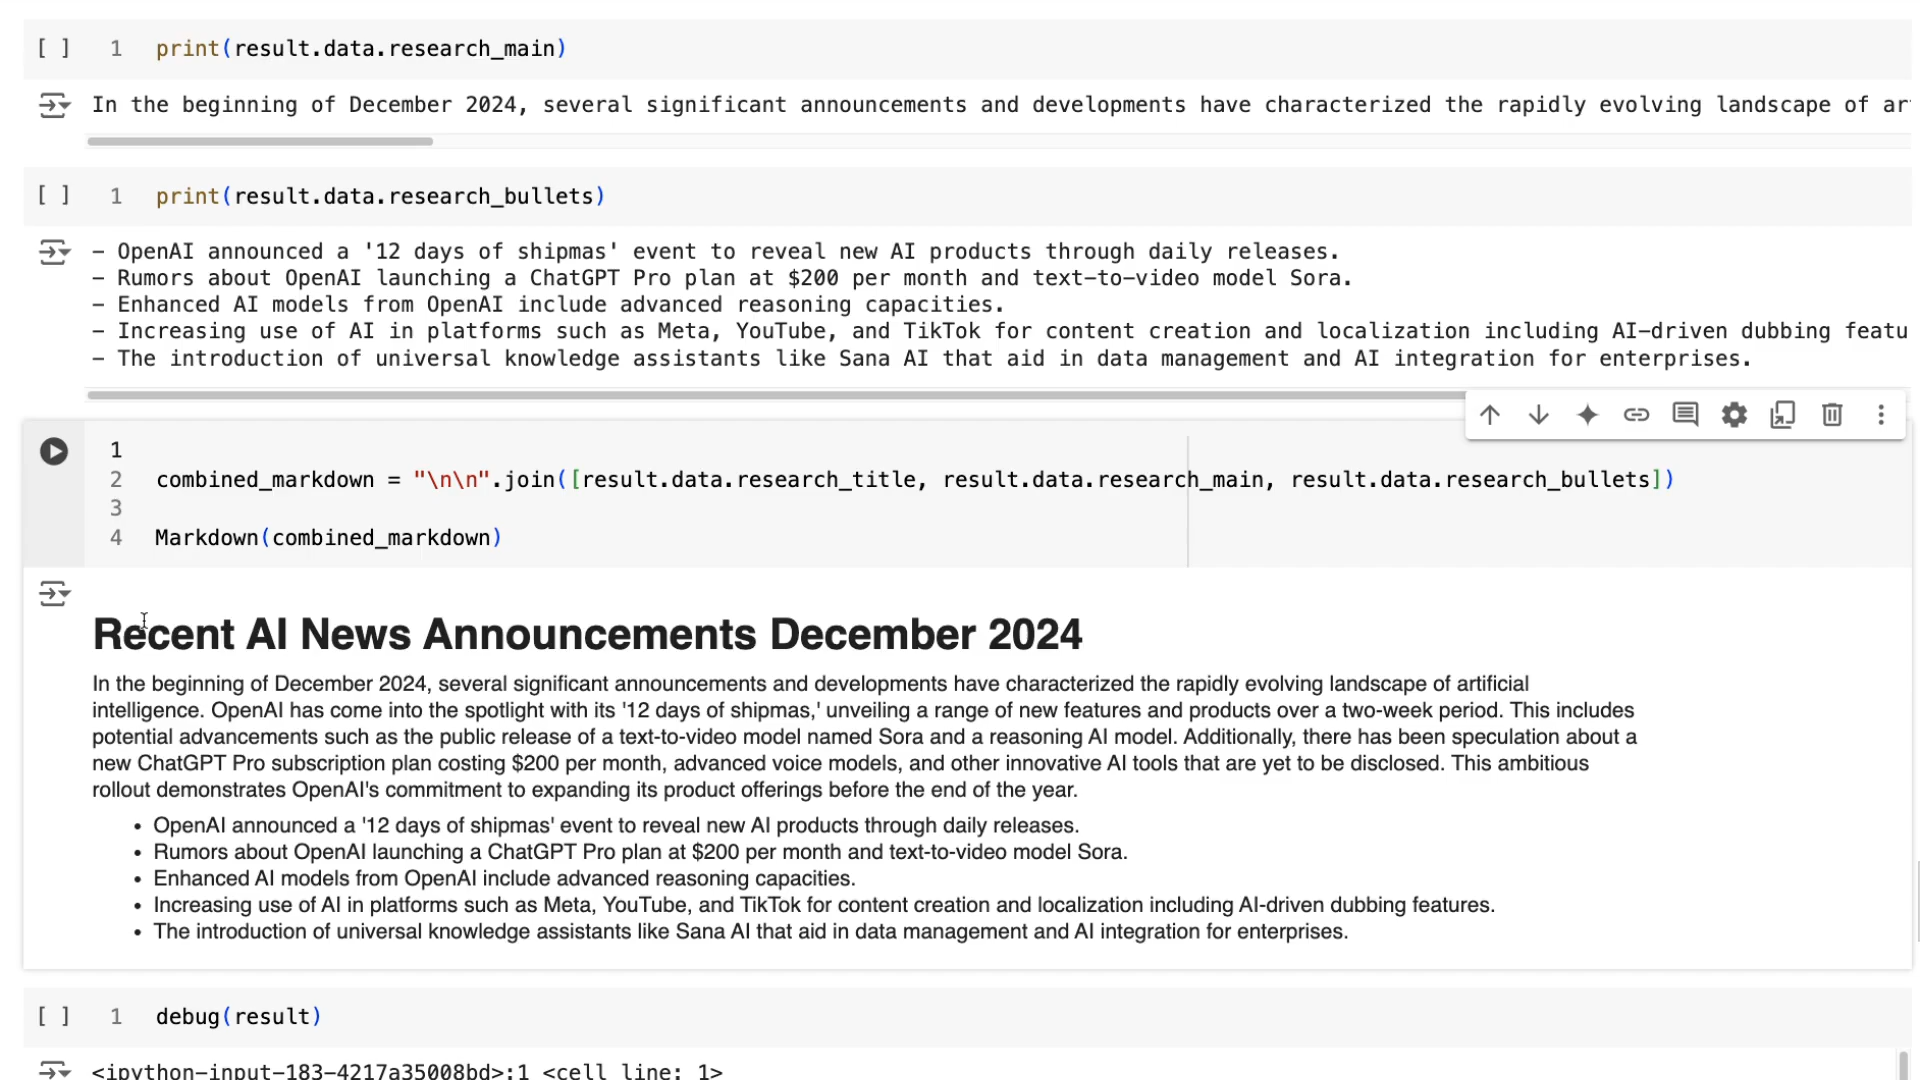 [ ] 1 print(result.data.research_main)
In the beginning of December 2024, several significant announcements and developments have characterized the rapidly evolving landscape of ar
[ ] 1 print(result.data.research_bullets)
- OpenAI announced a '12 days of shipmas' event to reveal new AI products through daily releases.
- Rumors about OpenAI launching a ChatGPT Pro plan at $200 per month and text-to-video model Sora.
- Enhanced AI models from OpenAI include advanced reasoning capacities.
- Increasing use of AI in platforms such as Meta, YouTube, and TikTok for content creation and localization including AI-driven dubbing featu
- The introduction of universal knowledge assistants like Sana AI that aid in data management and AI integration for enterprises.
1
2 combined_markdown = "\n\n".join([result.data.research_title, result.data.research_main, result.data.research_bullets])
3
4 Markdown(combined_markdown)
Recent AI News Announcements December 2024
In the beginning of December 2024, several significant announcements and developments have characterized the rapidly evolving landscape of artificial
intelligence. OpenAI has come into the spotlight with its '12 days of shipmas,' unveiling a range of new features and products over a two-week period. This includes
potential advancements such as the public release of a text-to-video model named Sora and a reasoning AI model. Additionally, there has been speculation about a
new ChatGPT Pro subscription plan costing $200 per month, advanced voice models, and other innovative AI tools that are yet to be disclosed. This ambitious
rollout demonstrates OpenAI's commitment to expanding its product offerings before the end of the year.
• OpenAI announced a '12 days of shipmas' event to reveal new AI products through daily releases.
• Rumors about OpenAI launching a ChatGPT Pro plan at $200 per month and text-to-video model Sora.
• Enhanced AI models from OpenAI include advanced reasoning capacities.
• Increasing use of AI in platforms such as Meta, YouTube, and TikTok for content creation and localization including AI-driven dubbing features.
• The introduction of universal knowledge assistants like Sana AI that aid in data management and AI integration for enterprises.
[ ] 1 debug(result)
<ipython-input-183-4217a35008bd>:1 <cell line: 1>